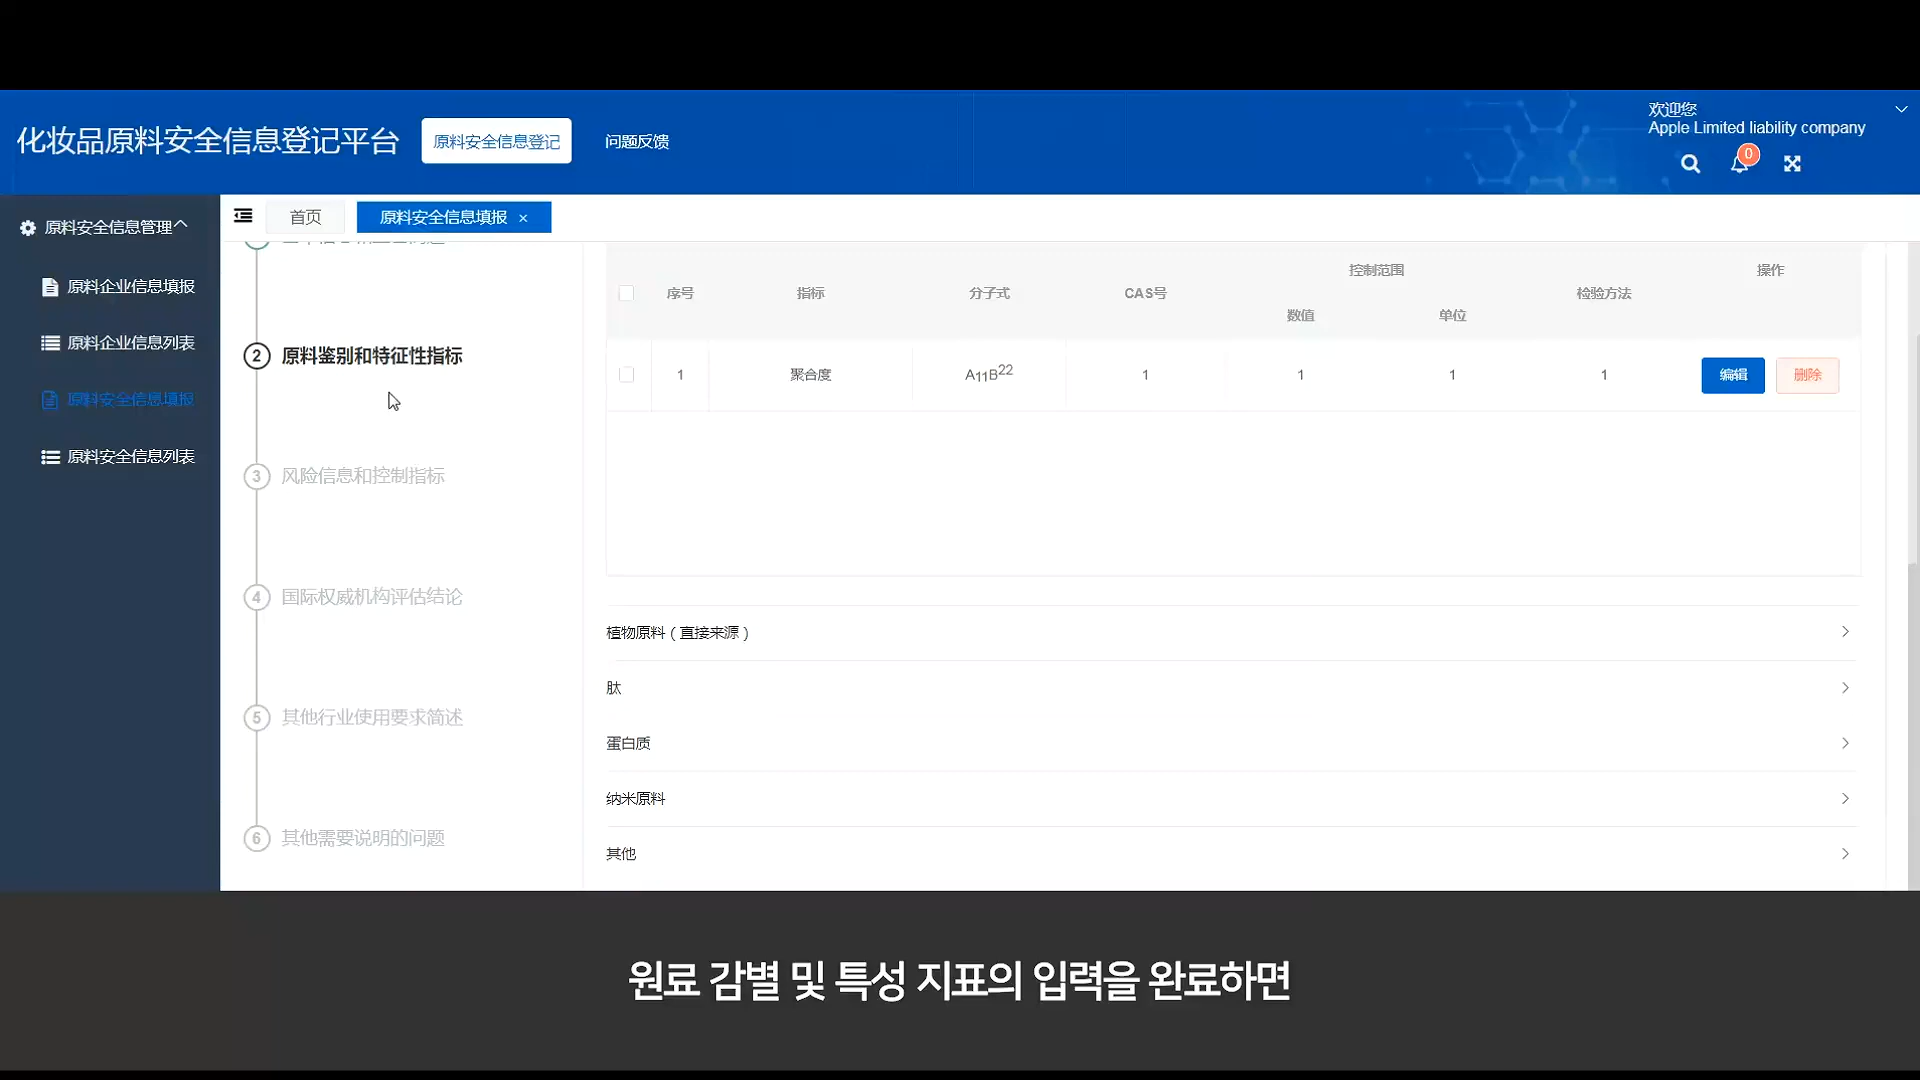 化妆品原料安全信息登记平台
原料安全信息登记
问题反馈
欢迎您
Apple Limited liability company
0
原料安全信息管理
首页
原料安全信息填报 ×
原料企业信息填报
原料企业信息列表
原料安全信息填报
原料安全信息列表
2 原料鉴别和特征性指标
3 风险信息和控制指标
4 国际权威机构评估结论
5 其他行业使用要求简述
6 其他需要说明的问题
序号 指标 分子式 CAS号 控制范围 检验方法 操作
数值 单位
1 聚合度 A₁₁B²² 1 1 1 1 编辑 删除
植物原料（直接来源）
肽
蛋白质
纳米原料
其他
원료 감별 및 특성 지표의 입력을 완료하면